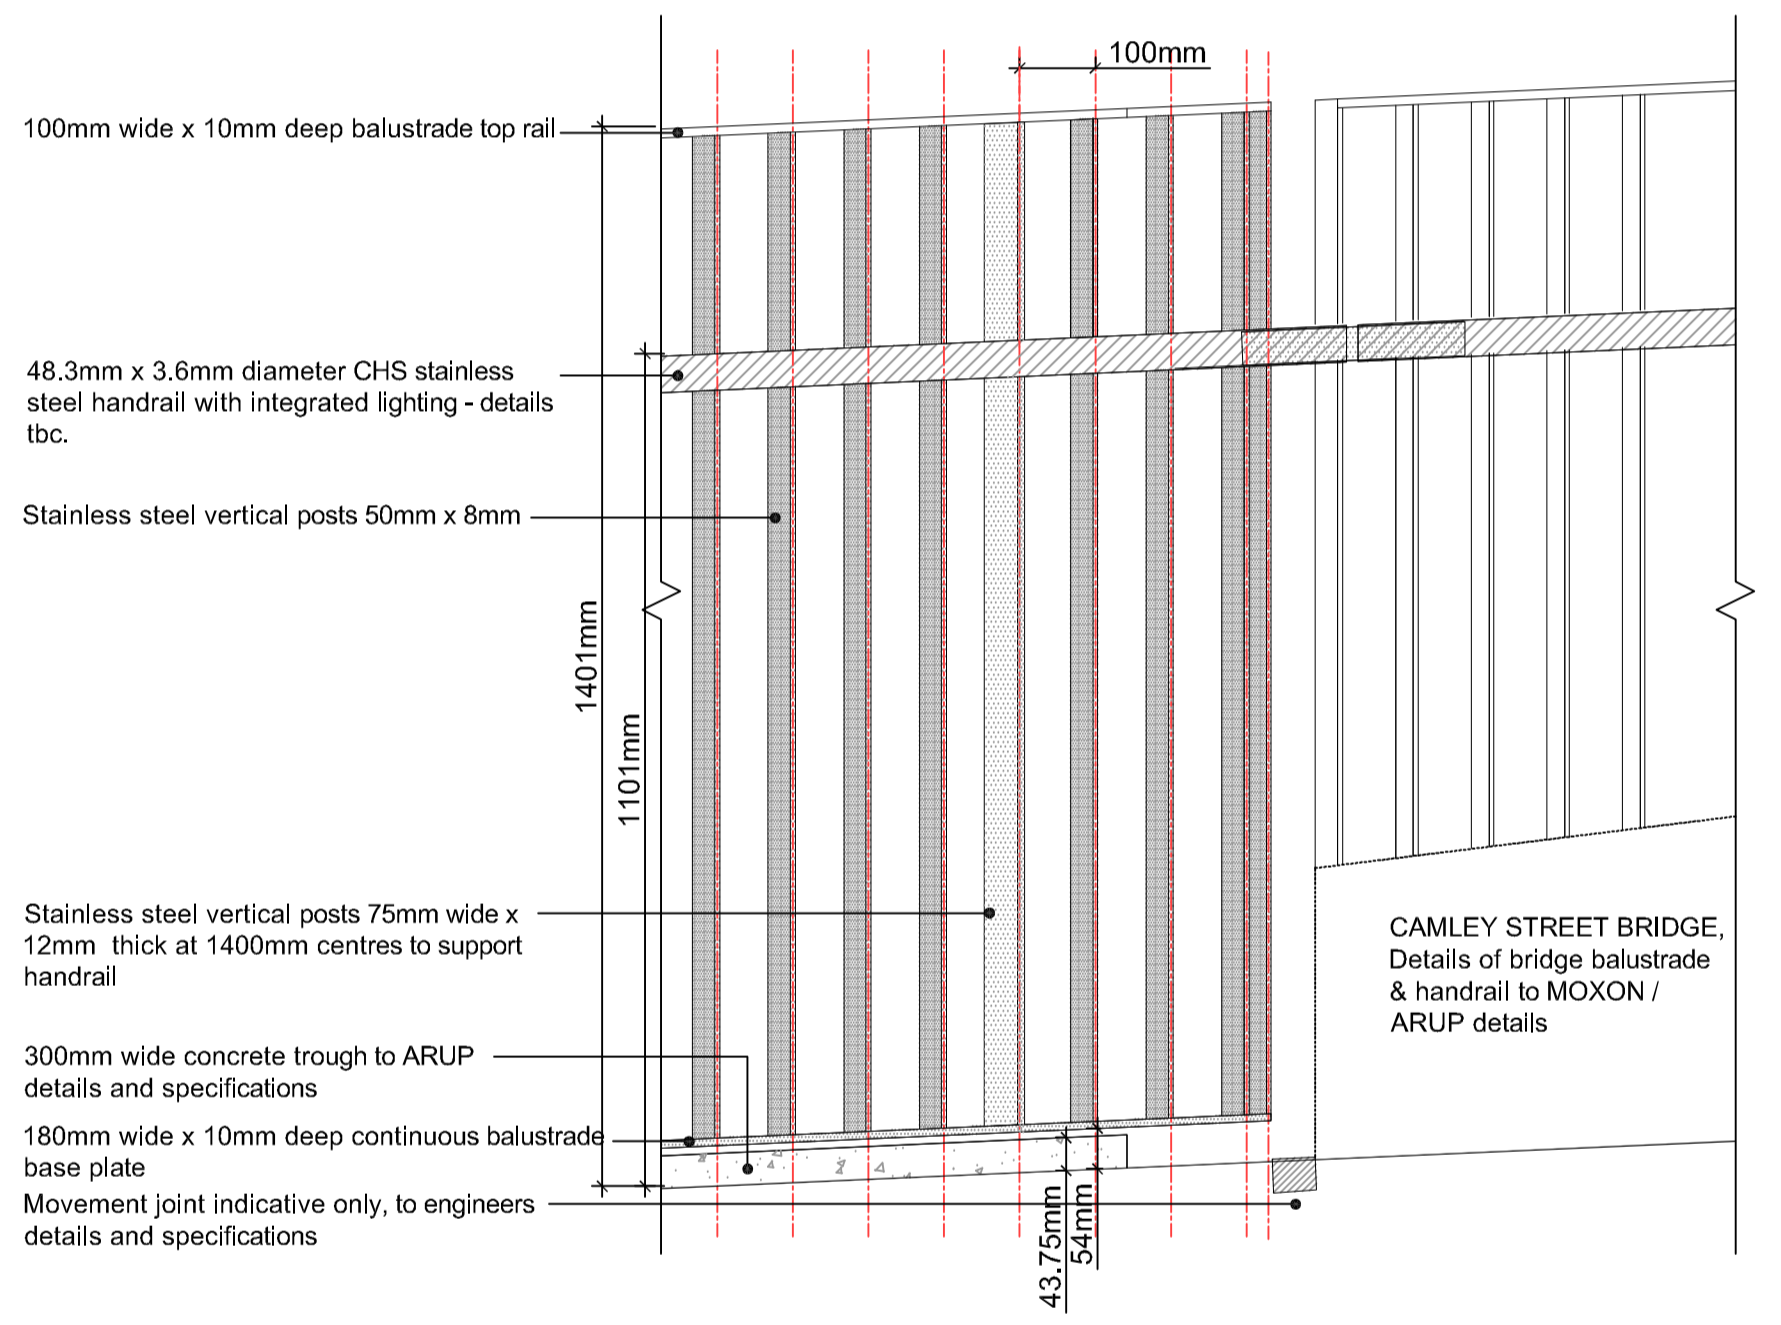 100mm
100mm wide x 10mm deep balustrade top rail
48.3mm x 3.6mm diameter CHS stainless
steel handrail with integrated lighting - details
tbc.
Stainless steel vertical posts 50mm x 8mm
1401mm
1101mm
Stainless steel vertical posts 75mm wide x
12mm thick at 1400mm centres to support
handrail
CAMLEY STREET BRIDGE,
Details of bridge balustrade
& handrail to MOXON /
ARUP details
300mm wide concrete trough to ARUP
details and specifications
180mm wide x 10mm deep continuous balustrade
base plate
Movement joint indicative only, to engineers
details and specifications
43.75mm
54mm